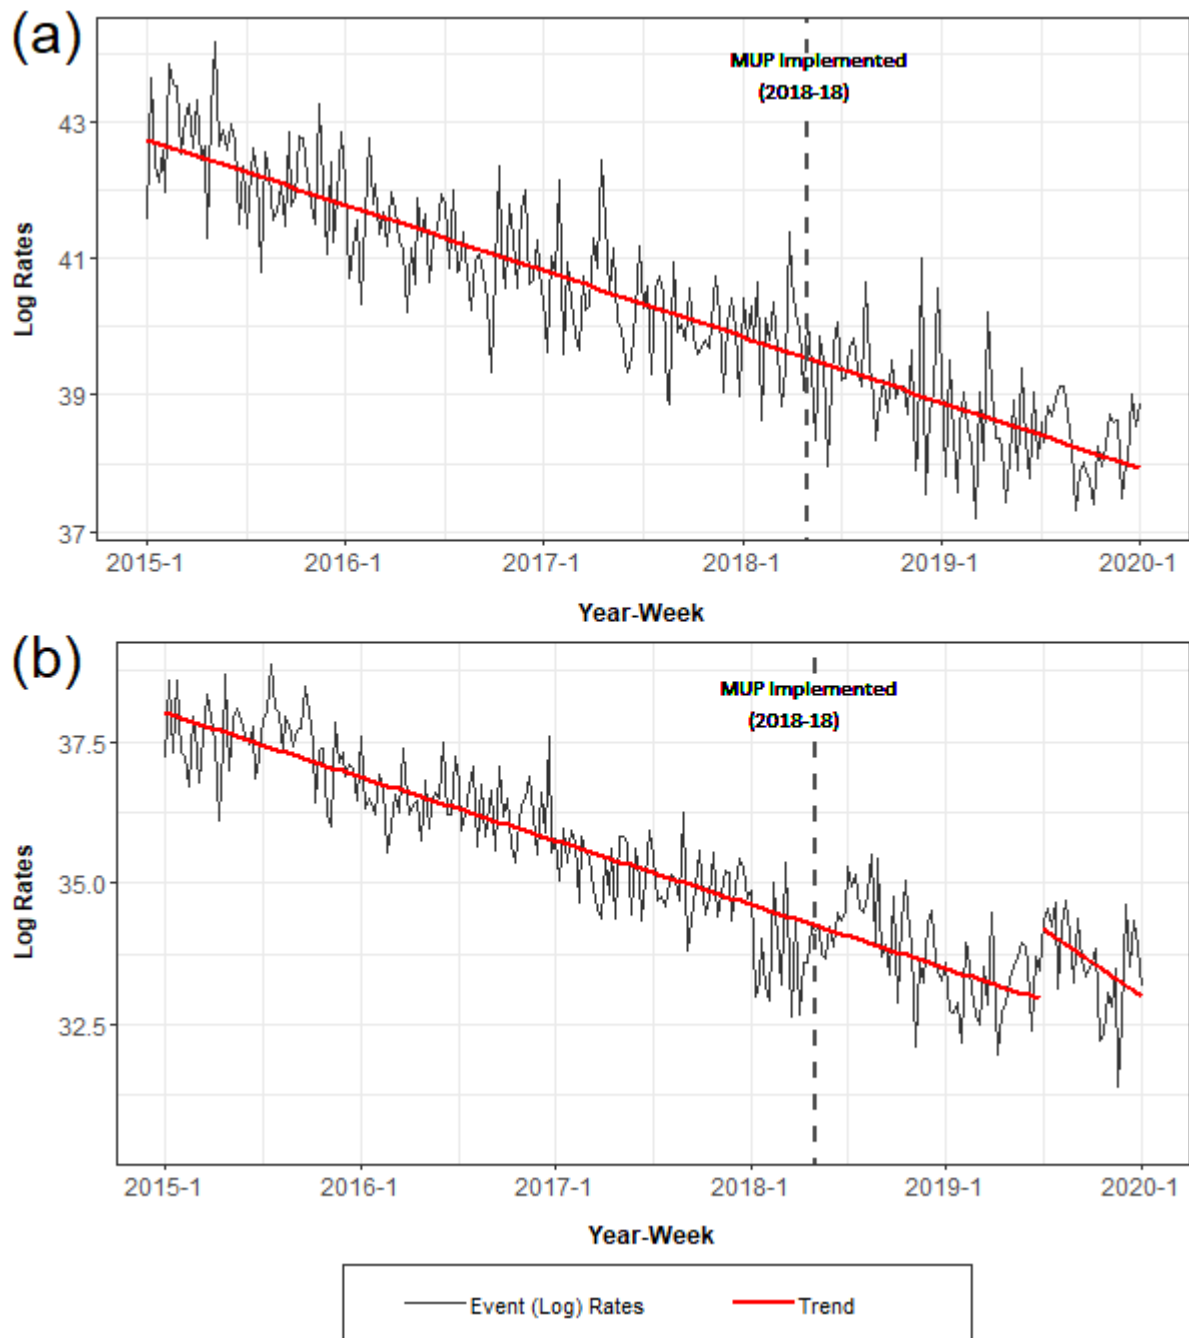 (a)
MUP Implemented
(2018-18)
43
41
39
37
Log Rates
2015-1 2016-1 2017-1 2018-1 2019-1 2020-1
Year-Week
(b)
MUP Implemented
(2018-18)
37.5
35.0
32.5
Log Rates
2015-1 2016-1 2017-1 2018-1 2019-1 2020-1
Year-Week
Event (Log) Rates Trend